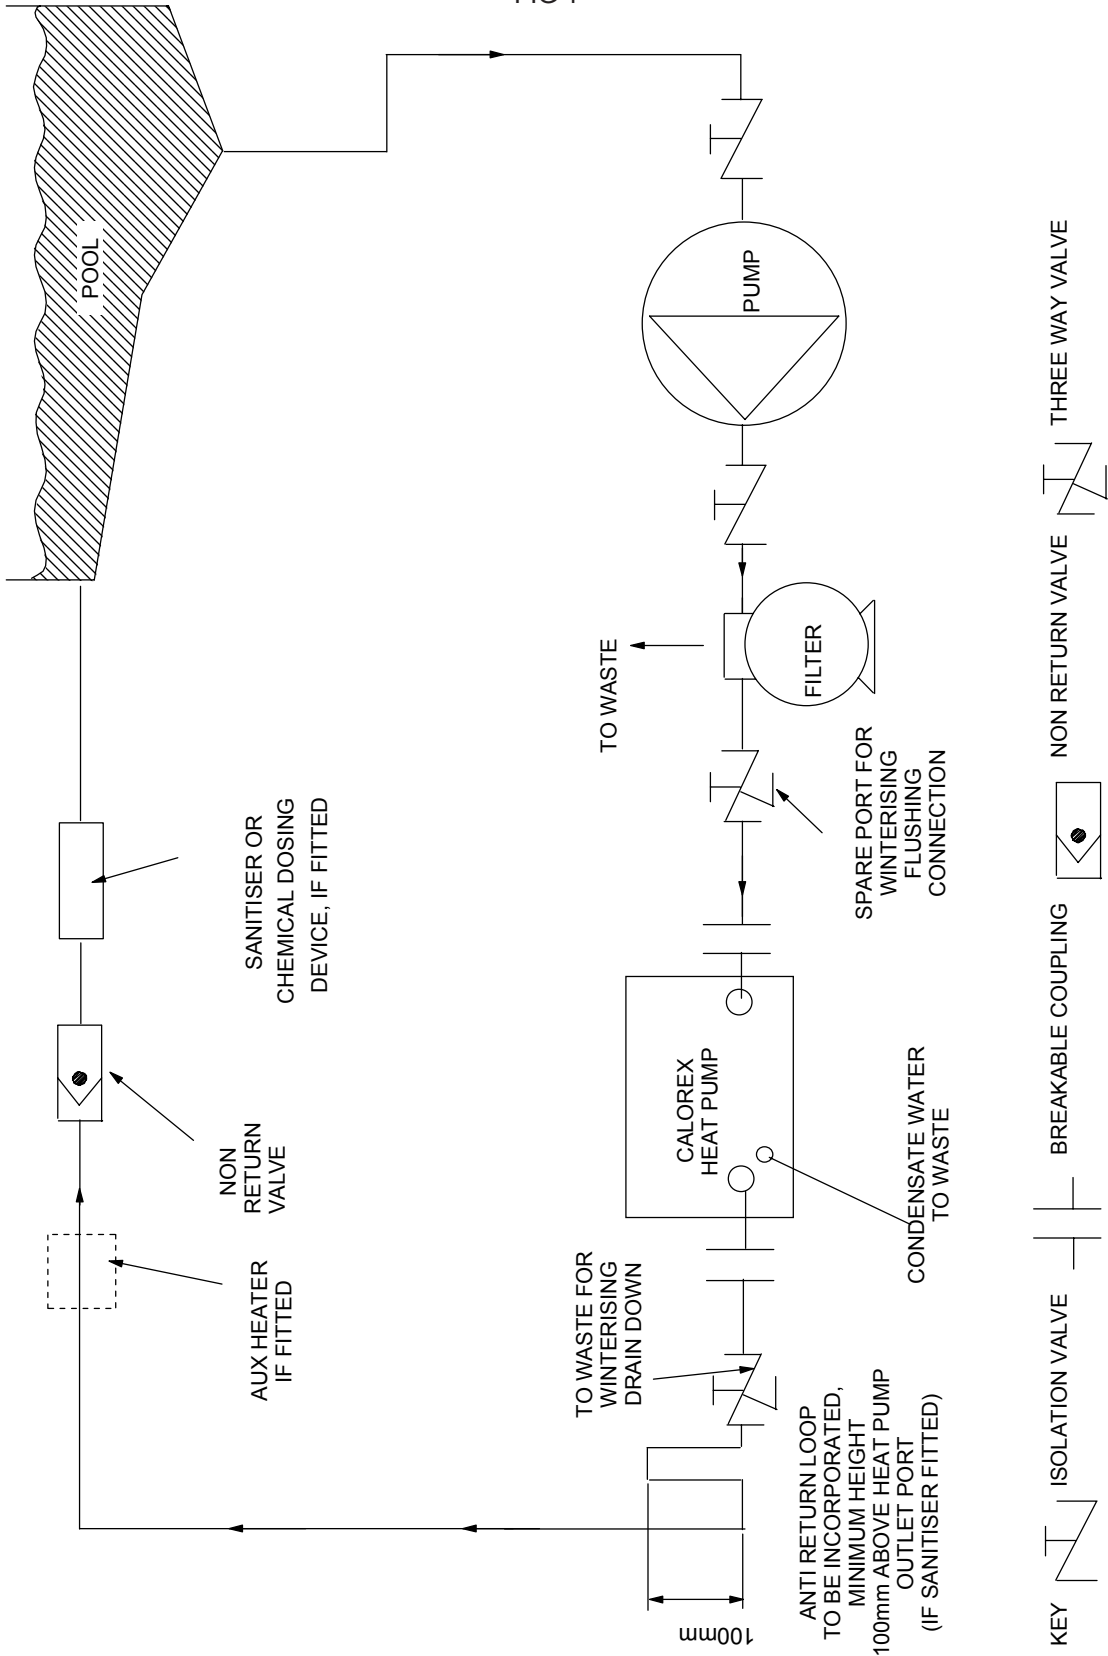 POOL
PUMP
TO WASTE
FILTER
SPARE PORT FOR
WINTERISING
FLUSHING
CONNECTION
SANITISER OR
CHEMICAL DOSING
DEVICE, IF FITTED
NON
RETURN
VALVE
AUX HEATER
IF FITTED
CALOREX
HEAT PUMP
CONDENSATE WATER
TO WASTE
TO WASTE FOR
WINTERISING
DRAIN DOWN
100mm
ANTI RETURN LOOP
TO BE INCORPORATED,
MINIMUM HEIGHT
100mm ABOVE HEAT PUMP
OUTLET PORT
(IF SANITISER FITTED)
KEY
ISOLATION VALVE
BREAKABLE COUPLING
NON RETURN VALVE
THREE WAY VALVE